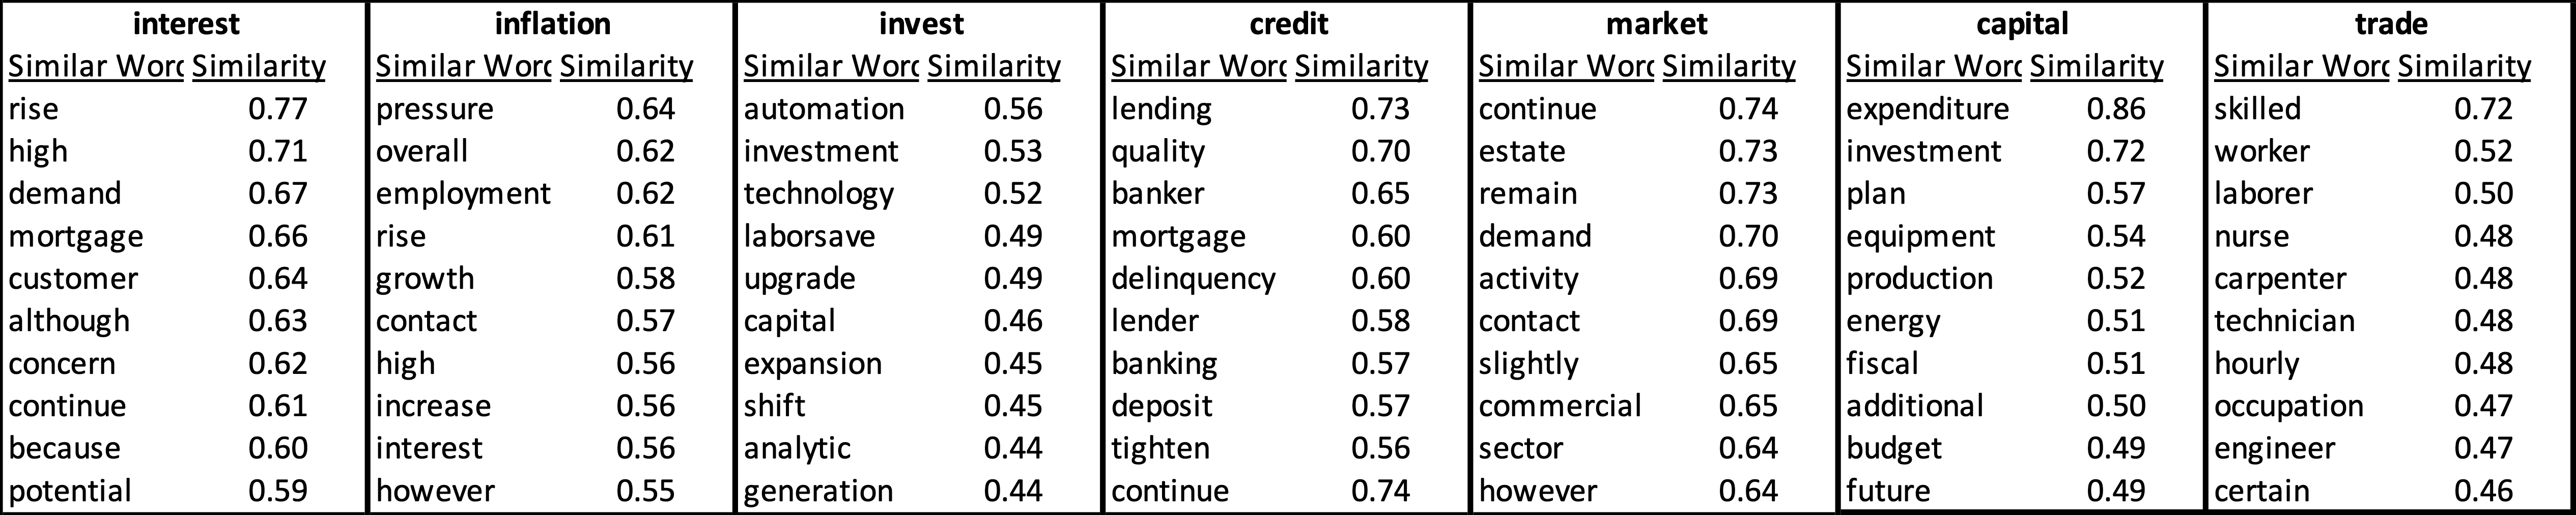 interest inflation invest credit market capital trade
Similar Word Similarity Similar Word Similarity Similar Word Similarity Similar Word Similarity Similar Word Similarity Similar Word Similarity Similar Word Similarity
rise 0.77 pressure 0.64 automation 0.56 lending 0.73 continue 0.74 expenditure 0.86 skilled 0.72
high 0.71 overall 0.62 investment 0.53 quality 0.70 estate 0.73 investment 0.72 worker 0.52
demand 0.67 employment 0.62 technology 0.52 banker 0.65 remain 0.73 plan 0.57 laborer 0.50
mortgage 0.66 rise 0.61 laborsave 0.49 mortgage 0.60 demand 0.70 equipment 0.54 nurse 0.48
customer 0.64 growth 0.58 upgrade 0.49 delinquency 0.60 activity 0.69 production 0.52 carpenter 0.48
although 0.63 contact 0.57 capital 0.46 lender 0.58 contact 0.69 energy 0.51 technician 0.48
concern 0.62 high 0.56 expansion 0.45 banking 0.57 slightly 0.65 fiscal 0.51 hourly 0.48
continue 0.61 increase 0.56 shift 0.45 deposit 0.57 commercial 0.65 additional 0.50 occupation 0.47
because 0.60 interest 0.56 analytic 0.44 tighten 0.56 sector 0.64 budget 0.49 engineer 0.47
potential 0.59 however 0.55 generation 0.44 continue 0.74 however 0.64 future 0.49 certain 0.46